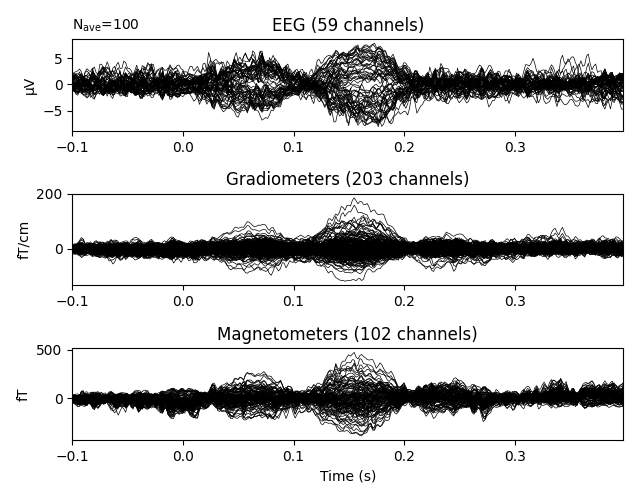 N_ave=100
EEG (59 channels)
5
0
−5
µV
−0.1 0.0 0.1 0.2 0.3
Gradiometers (203 channels)
200
0
fT/cm
−0.1 0.0 0.1 0.2 0.3
Magnetometers (102 channels)
500
0
fT
−0.1 0.0 0.1 0.2 0.3
Time (s)